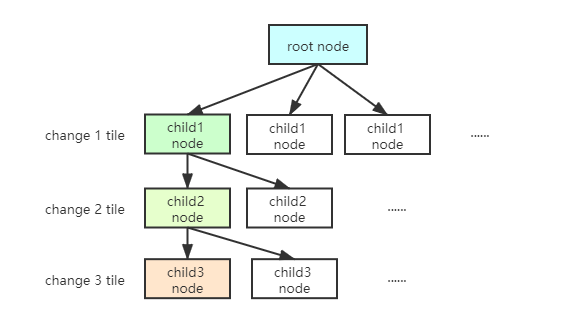 root node
change 1 tile
child1
node
child1
node
child1
node
......
change 2 tile
child2
node
child2
node
......
change 3 tile
child3
node
child3
node
......